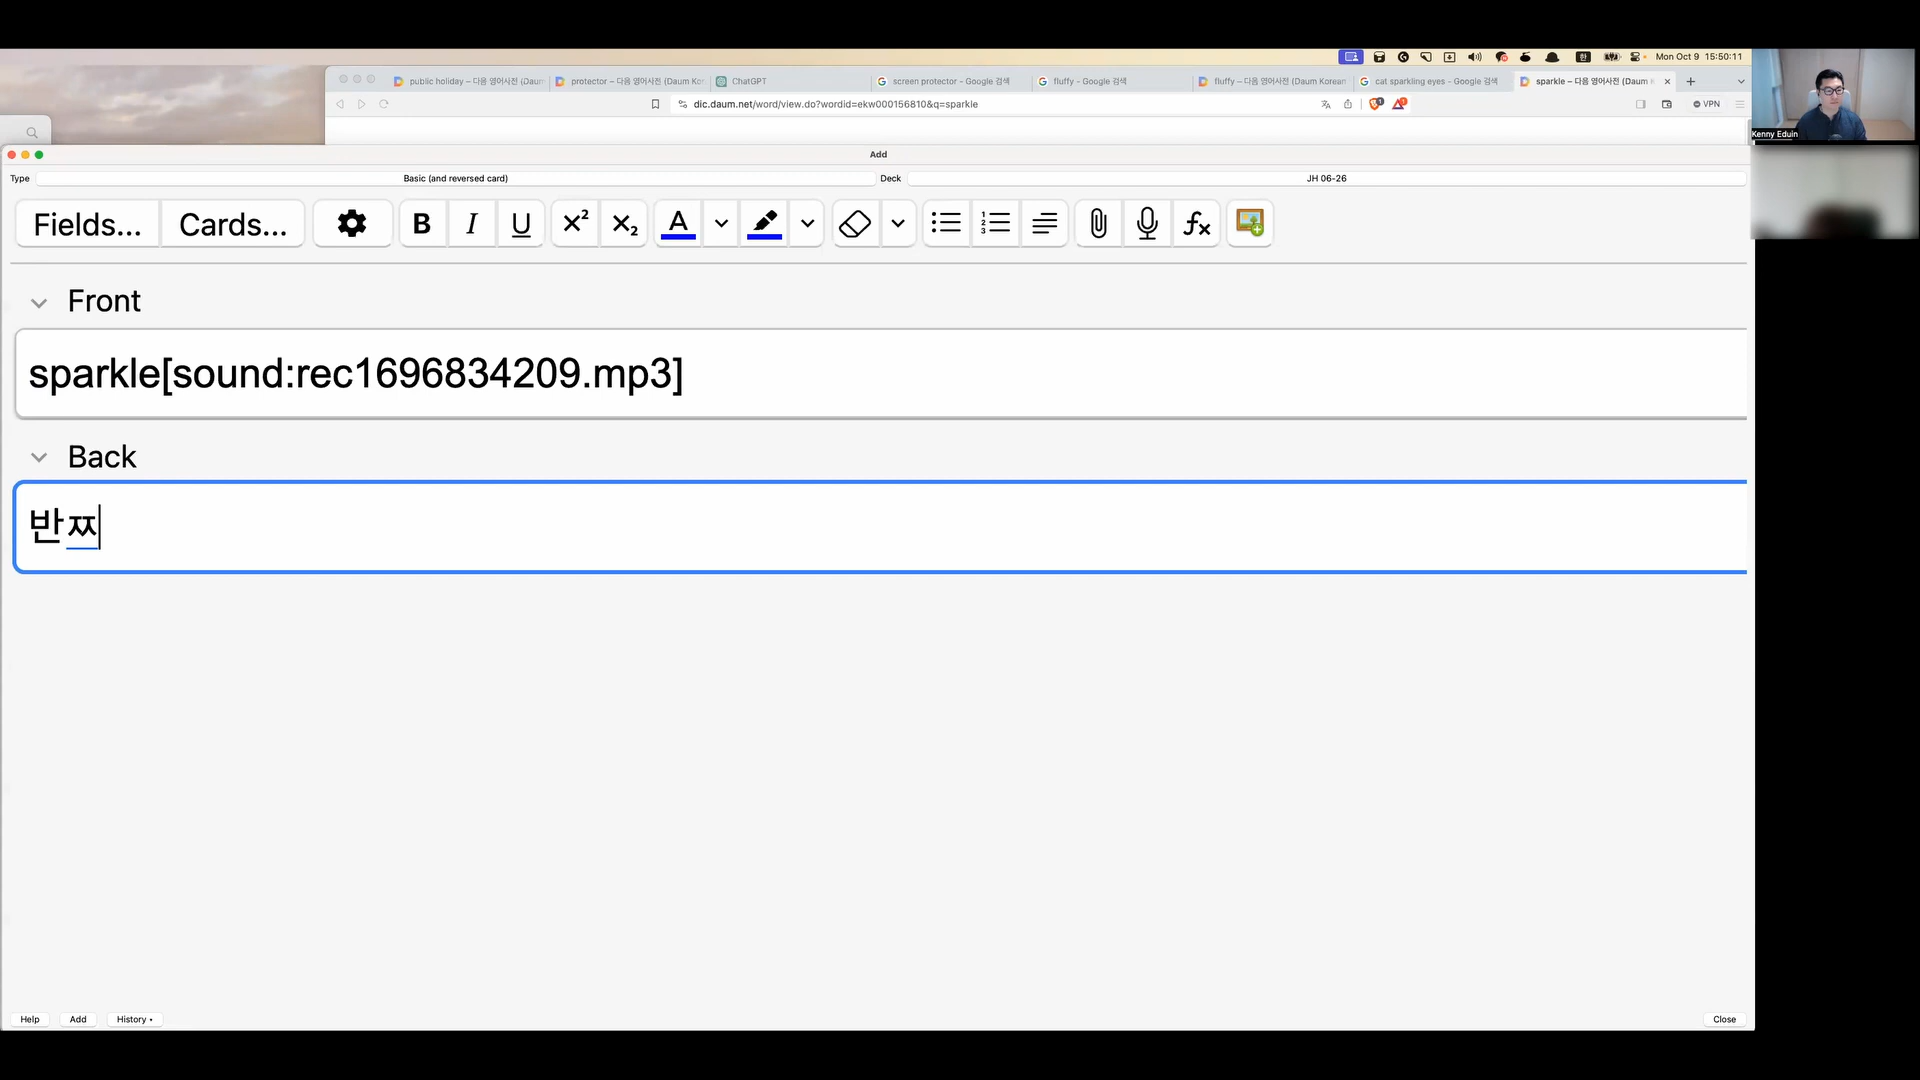 Mon Oct 9 15:50:11
public holiday – 다음 영어사전 (Daum
protector – 다음 영어사전 (Daum Kor
ChatGPT
screen protector - Google 검색
fluffy - Google 검색
fluffy – 다음 영어사전 (Daum Korean
cat sparkling eyes - Google 검색
sparkle – 다음 영어사전 (Daum
dic.daum.net/word/view.do?wordid=ekw000156810&q=sparkle
VPN
Kenny Eduin
Add
Type
Basic (and reversed card)
Deck
JH 06-26
Fields...
Cards...
Front
sparkle[sound:rec1696834209.mp3]
Back
반ㅉ
Help
Add
History
Close